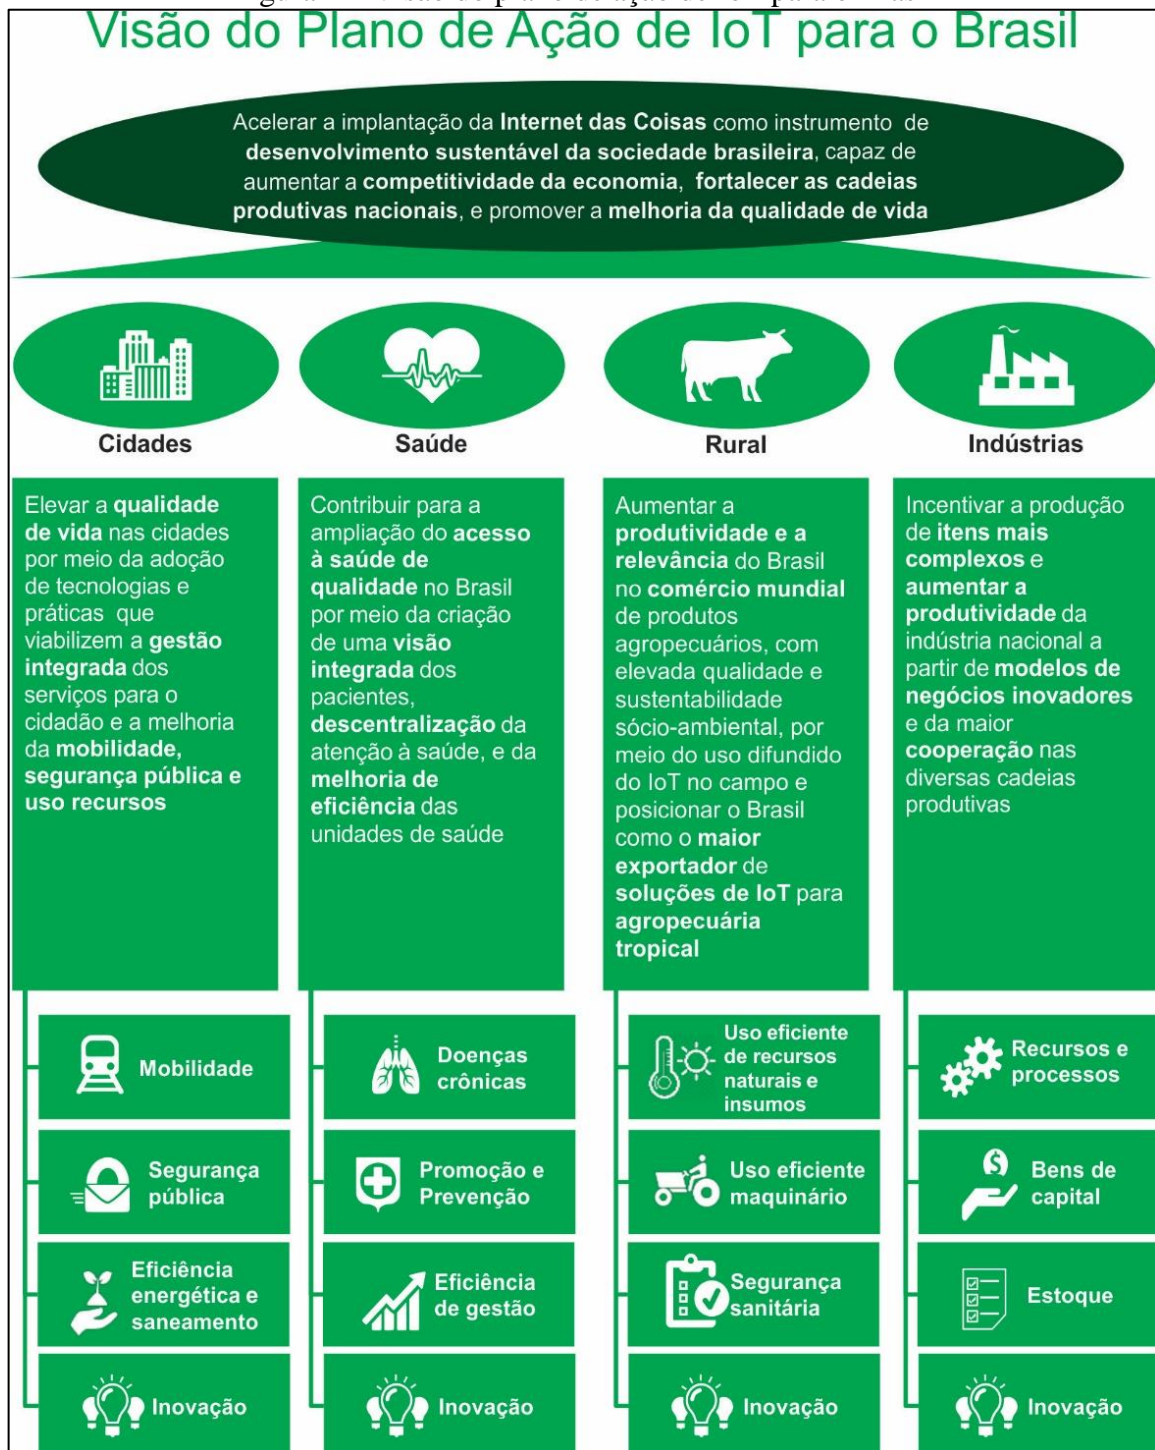 Visão do Plano de Ação de IoT para o Brasil
Acelerar a implantação da Internet das Coisas como instrumento de
desenvolvimento sustentável da sociedade brasileira, capaz de
aumentar a competitividade da economia, fortalecer as cadeias
produtivas nacionais, e promover a melhoria da qualidade de vida
Cidades
Elevar a qualidade
de vida nas cidades
por meio da adoção
de tecnologias e
práticas que
viabilizem a gestão
integrada dos
serviços para o
cidadão e a melhoria
da mobilidade,
segurança pública e
uso recursos
Mobilidade
Segurança
pública
Eficiência
energética e
saneamento
Inovação
Saúde
Contribuir para a
ampliação do acesso
à saúde de
qualidade no Brasil
por meio da criação
de uma visão
integrada dos
pacientes,
descentralização da
atenção à saúde, e da
melhoria de
eficiência das
unidades de saúde
Doenças
crônicas
Promoção e
Prevenção
Eficiência
de gestão
Inovação
Rural
Aumentar a
produtividade e a
relevância do Brasil
no comércio mundial
de produtos
agropecuários, com
elevada qualidade e
sustentabilidade
sócio-ambiental, por
meio do uso difundido
do IoT no campo e
posicionar o Brasil
como o maior
exportador de
soluções de IoT para
agropecuária
tropical
Uso eficiente
de recursos
naturais e
insumos
Uso eficiente
maquinário
Segurança
sanitária
Inovação
Indústrias
Incentivar a produção
de itens mais
complexos e
aumentar a
produtividade da
indústria nacional a
partir de modelos de
negócios inovadores
e da maior
cooperação nas
diversas cadeias
produtivas
Recursos e
processos
$
Bens de
capital
Estoque
Inovação